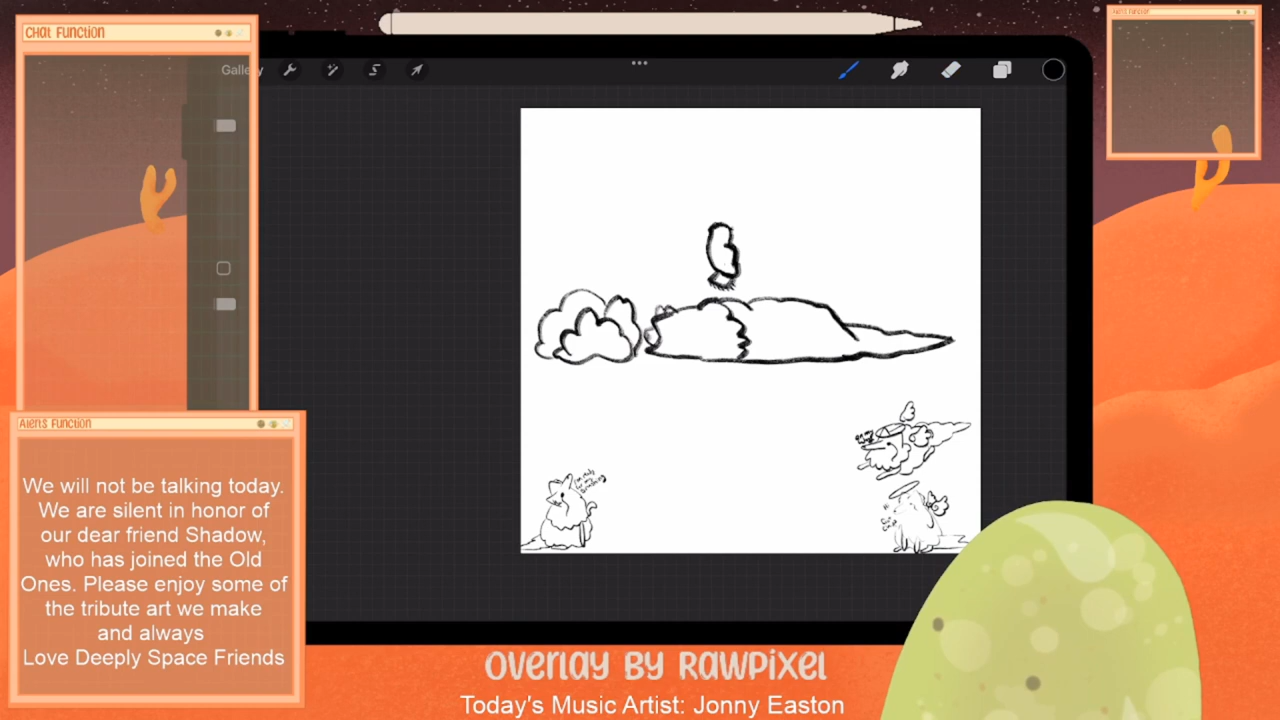 Chat Function
Alerts Function
Gallery
Alerts Function
We will not be talking today.
We are silent in honor of
our dear friend Shadow,
who has joined the Old
Ones. Please enjoy some of
the tribute art we make
and always
Love Deeply Space Friends
Overlay by Rawpixel
Today's Music Artist: Jonny Easton